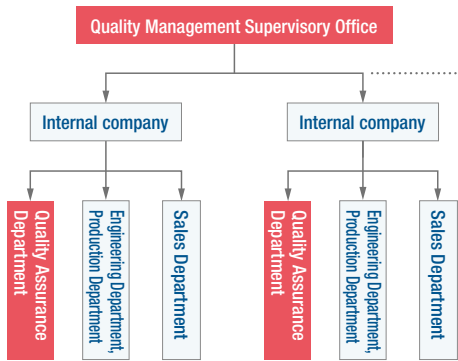 Quality Management Supervisory Office
Internal company
Internal company
Quality Assurance
Department
Engineering Department,
Production Department
Sales Department
Quality Assurance
Department
Engineering Department,
Production Department
Sales Department